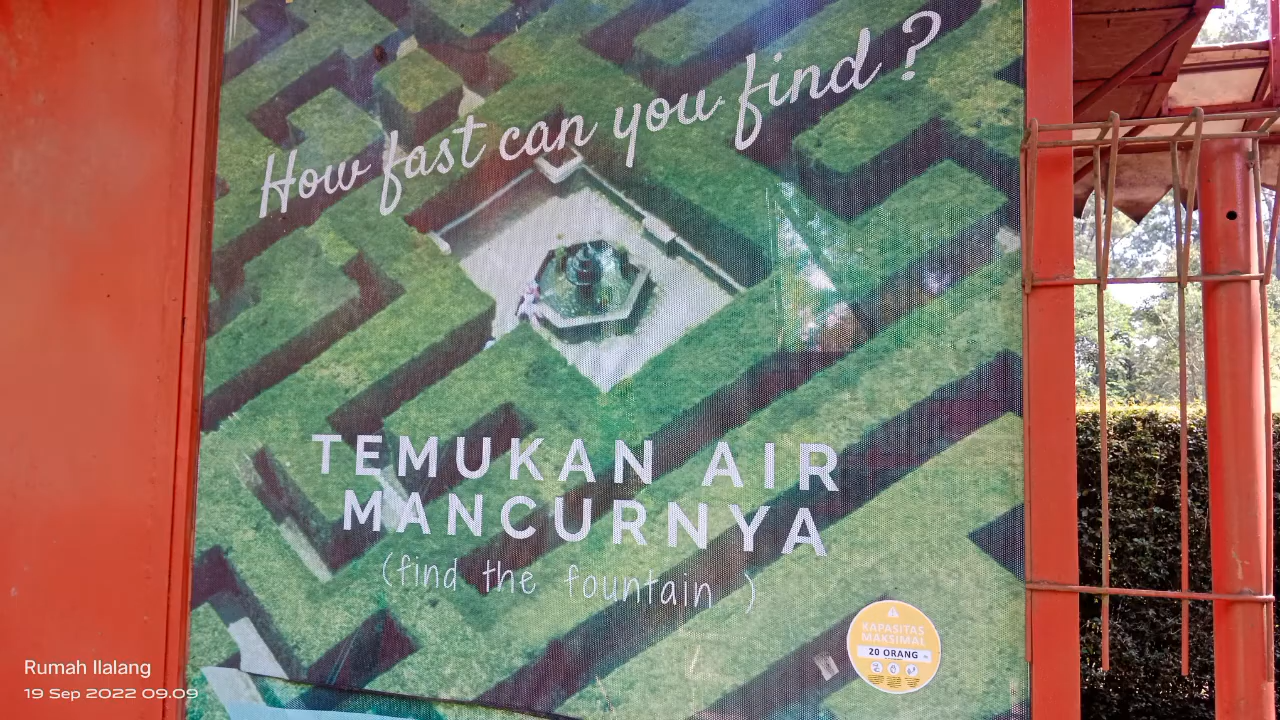 How fast can you find ?
TEMUKAN AIR
MANCURNYA
(find the fountain )
KAPASITAS
MAKSIMAL
20 ORANG
Rumah Ilalang
19 Sep 2022 09.09